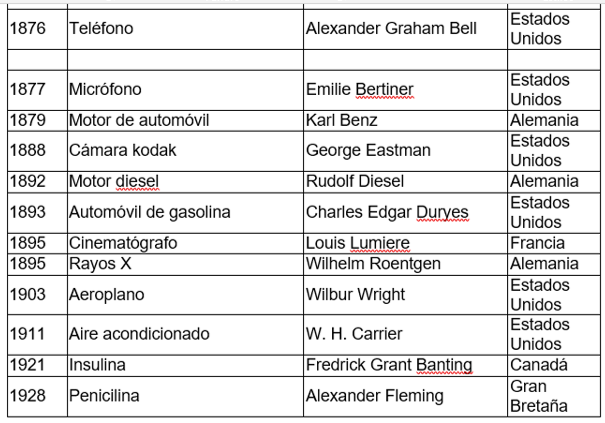 1876 Teléfono Alexander Graham Bell Estados Unidos
1877 Micrófono Emilie Bertiner Estados Unidos
1879 Motor de automóvil Karl Benz Alemania
1888 Cámara kodak George Eastman Estados Unidos
1892 Motor diesel Rudolf Diesel Alemania
1893 Automóvil de gasolina Charles Edgar Duryes Estados Unidos
1895 Cinematógrafo Louis Lumiere Francia
1895 Rayos X Wilhelm Roentgen Alemania
1903 Aeroplano Wilbur Wright Estados Unidos
1911 Aire acondicionado W. H. Carrier Estados Unidos
1921 Insulina Fredrick Grant Banting Canadá
1928 Penicilina Alexander Fleming Gran Bretaña